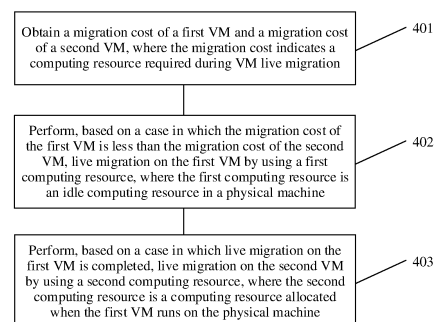 Obtain a migration cost of a first VM and a migration cost
of a second VM, where the migration cost indicates a
computing resource required during VM live migration
401
Perform, based on a case in which the migration cost of
the first VM is less than the migration cost of the second
VM, live migration on the first VM by using a first
computing resource, where the first computing resource is
an idle computing resource in a physical machine
402
Perform, based on a case in which live migration on the
first VM is completed, live migration on the second VM
by using a second computing resource, where the second
computing resource is a computing resource allocated
when the first VM runs on the physical machine
403